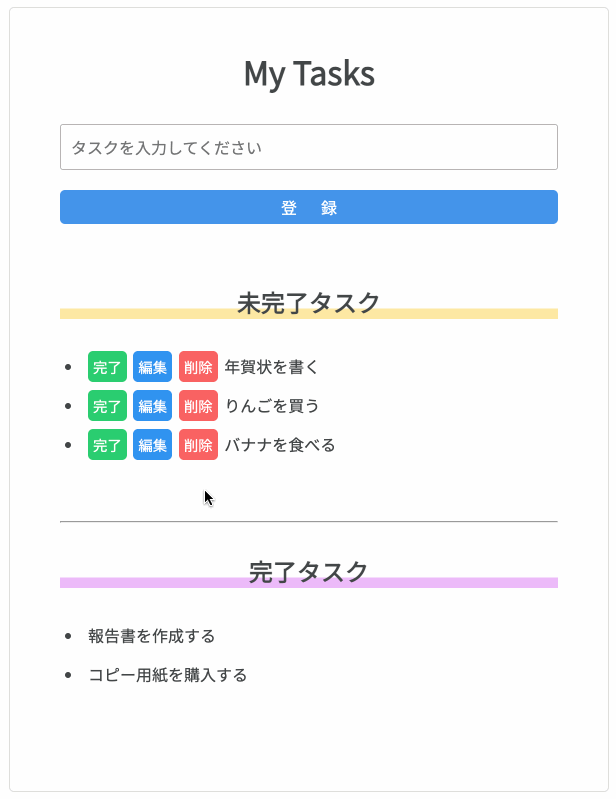 My Tasks
タスクを入力してください
登 録
未完了タスク
完了 編集 削除 年賀状を書く
完了 編集 削除 りんごを買う
完了 編集 削除 バナナを食べる
完了タスク
報告書を作成する
コピー用紙を購入する